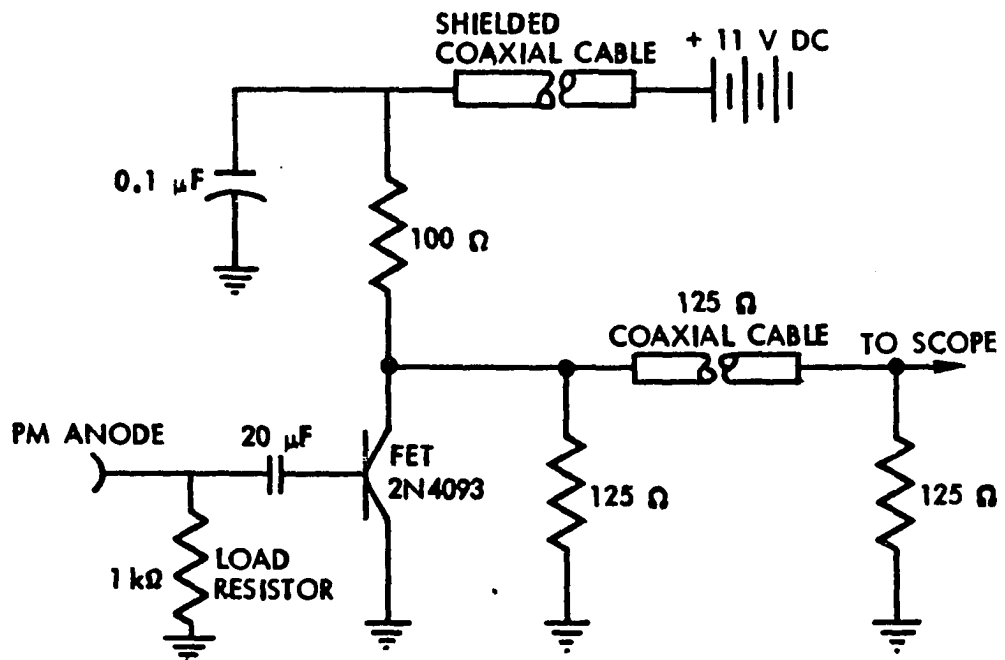 SHIELDED
COAXIAL CABLE
+ 11 V DC
0.1 μF
100 Ω
125 Ω
COAXIAL CABLE
TO SCOPE
PM ANODE
20 μF
FET
2N4093
125 Ω
125 Ω
1 kΩ
LOAD
RESISTOR